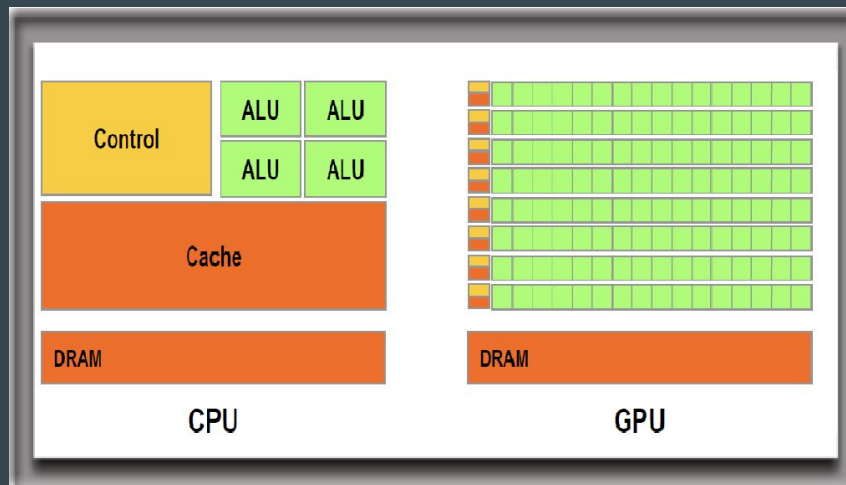 Control
ALU ALU
ALU ALU
Cache
DRAM
CPU
DRAM
GPU